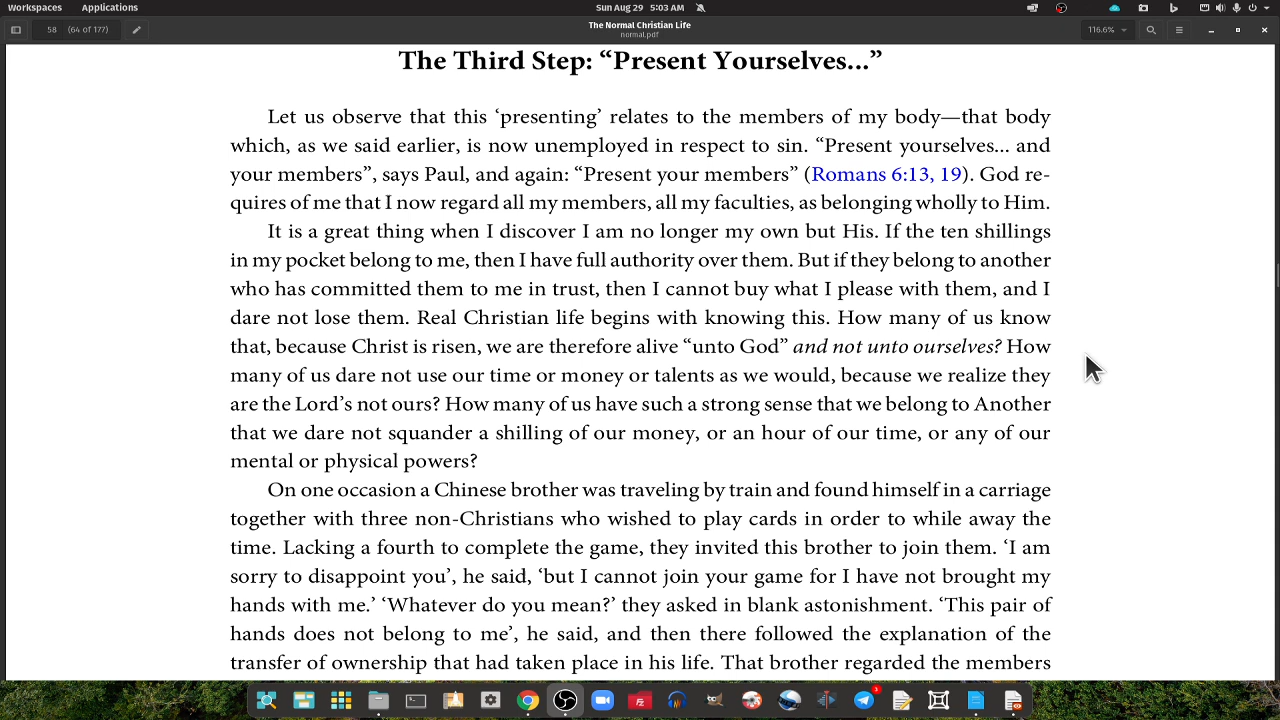 Workspaces Applications Sun Aug 29 5:03 AM
58 (64 of 177) The Normal Christian Life 116.6%
normal.pdf
The Third Step: “Present Yourselves...”
Let us observe that this ‘presenting’ relates to the members of my body—that body
which, as we said earlier, is now unemployed in respect to sin. “Present yourselves... and
your members”, says Paul, and again: “Present your members” (Romans 6:13, 19). God re-
quires of me that I now regard all my members, all my faculties, as belonging wholly to Him.
It is a great thing when I discover I am no longer my own but His. If the ten shillings
in my pocket belong to me, then I have full authority over them. But if they belong to another
who has committed them to me in trust, then I cannot buy what I please with them, and I
dare not lose them. Real Christian life begins with knowing this. How many of us know
that, because Christ is risen, we are therefore alive “unto God” and not unto ourselves? How
many of us dare not use our time or money or talents as we would, because we realize they
are the Lord’s not ours? How many of us have such a strong sense that we belong to Another
that we dare not squander a shilling of our money, or an hour of our time, or any of our
mental or physical powers?
On one occasion a Chinese brother was traveling by train and found himself in a carriage
together with three non-Christians who wished to play cards in order to while away the
time. Lacking a fourth to complete the game, they invited this brother to join them. ‘I am
sorry to disappoint you’, he said, ‘but I cannot join your game for I have not brought my
hands with me.’ ‘Whatever do you mean?’ they asked in blank astonishment. ‘This pair of
hands does not belong to me’, he said, and then there followed the explanation of the
transfer of ownership that had taken place in his life. That brother regarded the members